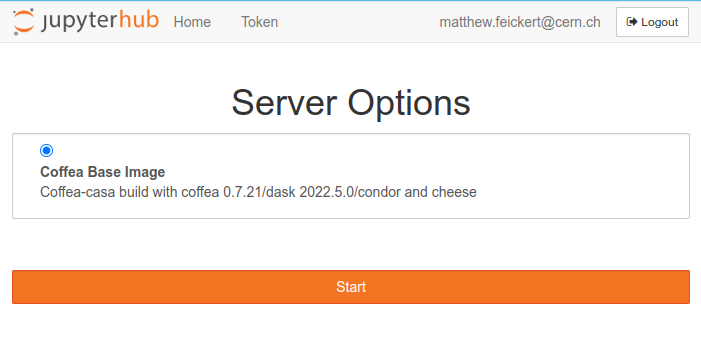 jupyterhub Home Token matthew.feickert@cern.ch Logout
Server Options
Coffea Base Image
Coffea-casa build with coffea 0.7.21/dask 2022.5.0/condor and cheese
Start